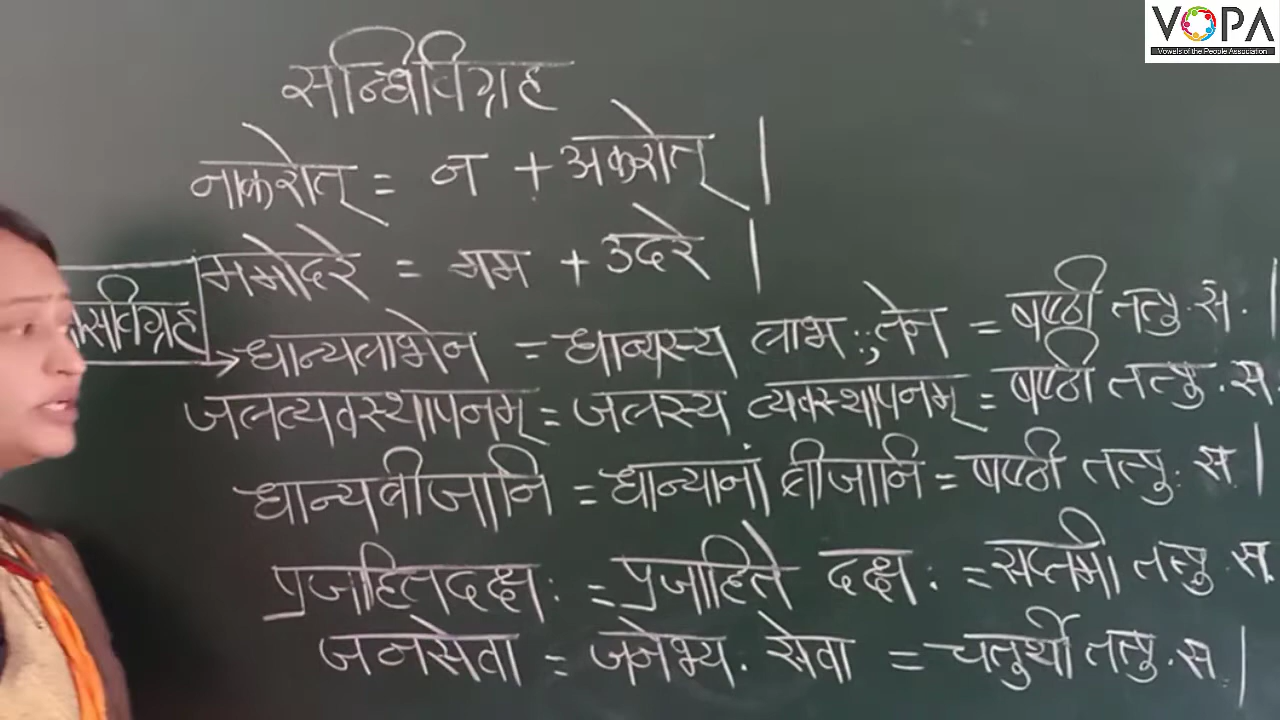 VOPA
Vowels of the People Association
सन्धिविग्रह
नाकरोत् = न + अकरोत् |
ममोदरे = मम + उदरे |
सविग्रह
→ धान्यलाभेन = धान्यस्य लाभः, तेन = षष्ठी तत्पु. स. |
जलव्यवस्थापनम् = जलस्य व्यवस्थापनम् = षष्ठी तत्पु. स
धान्यबीजानि = धान्यानां बीजानि = षष्ठी तत्पु. स. |
प्रजाहितदक्षः = प्रजाहिते दक्षः = सप्तमी तत्पु. स.
जनसेवा = जनेभ्यः सेवा = चतुर्थी तत्पु. स. |